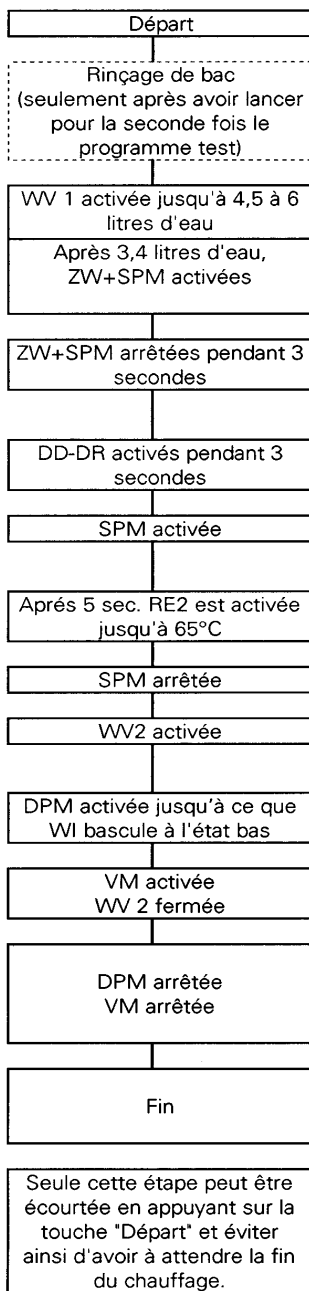 Départ
Rinçage de bac
(seulement après avoir lancer
pour la seconde fois le
programme test)
WV 1 activée jusqu'à 4,5 à 6
litres d'eau
Après 3,4 litres d'eau,
ZW+SPM activées
ZW+SPM arrêtées pendant 3
secondes
DD-DR activés pendant 3
secondes
SPM activée
Aprés 5 sec. RE2 est activée
jusqu'à 65°C
SPM arrêtée
WV2 activée
DPM activée jusqu'à ce que
WI bascule à l'état bas
VM activée
WV 2 fermée
DPM arrêtée
VM arrêtée
Fin
Seule cette étape peut être
écourtée en appuyant sur la
touche "Départ" et éviter
ainsi d'avoir à attendre la fin
du chauffage.